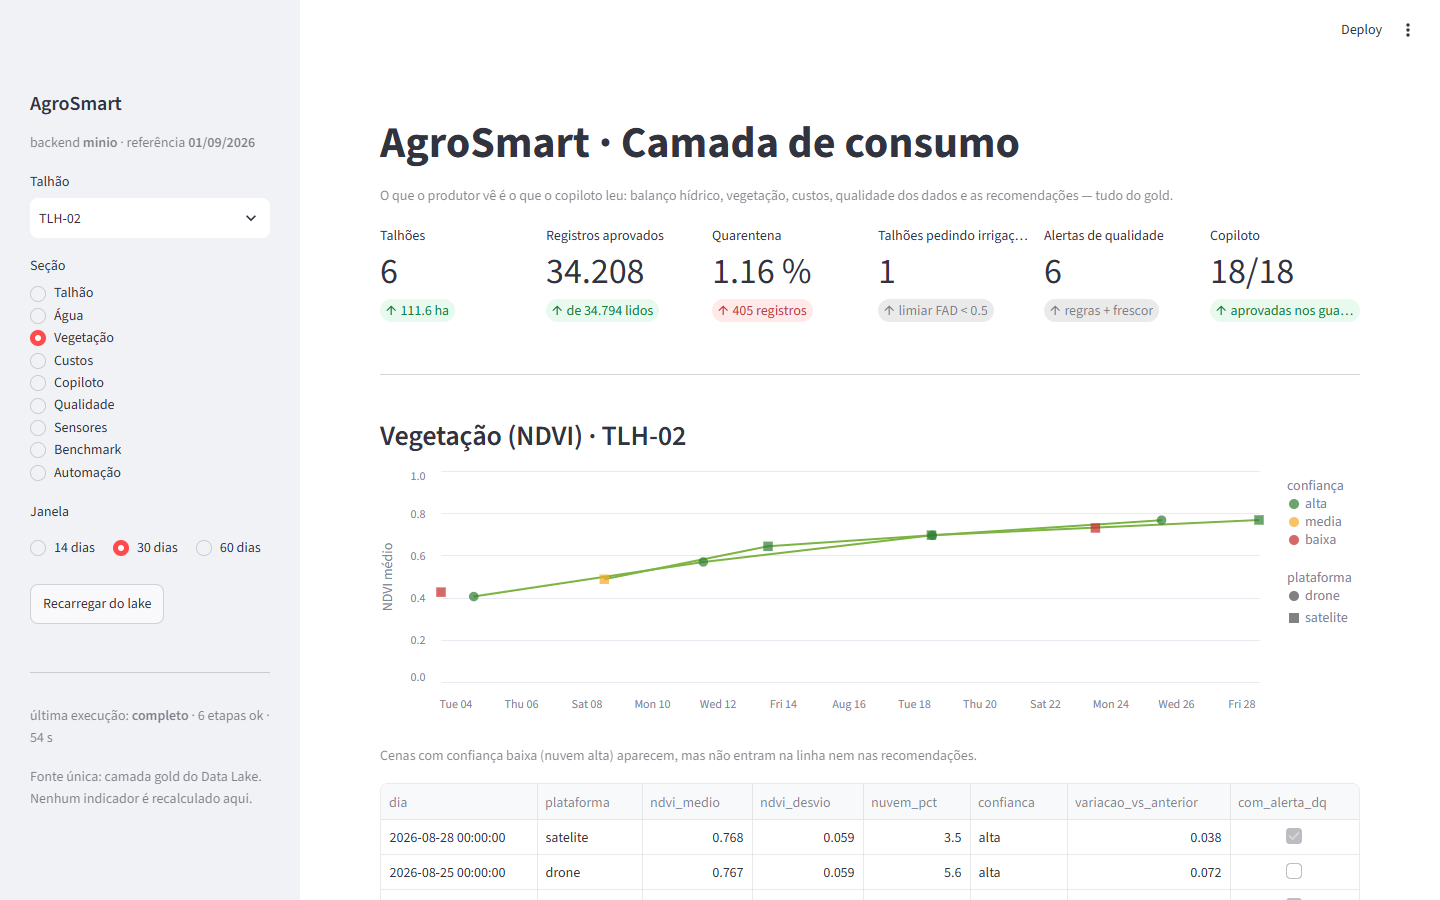 Deploy
AgroSmart
backend minio · referência 01/09/2026
Talhão
TLH-02
Seção
Talhão
Água
Vegetação
Custos
Copiloto
Qualidade
Sensores
Benchmark
Automação
Janela
14 dias 30 dias 60 dias
Recarregar do lake
última execução: completo · 6 etapas ok ·
54 s
Fonte única: camada gold do Data Lake.
Nenhum indicador é recalculado aqui.
AgroSmart · Camada de consumo
O que o produtor vê é o que o copiloto leu: balanço hídrico, vegetação, custos, qualidade dos dados e as recomendações — tudo do gold.
Talhões Registros aprovados Quarentena Talhões pedindo irrigaç… Alertas de qualidade Copiloto
6 34.208 1.16 % 1 6 18/18
↑ 111.6 ha ↑ de 34.794 lidos ↑ 405 registros ↑ limiar FAD < 0.5 ↑ regras + frescor ↑ aprovadas nos gua…
Vegetação (NDVI) · TLH-02
NDVI médio
1.0
0.8
0.6
0.4
0.2
0.0
Tue 04 Thu 06 Sat 08 Mon 10 Wed 12 Fri 14 Aug 16 Tue 18 Thu 20 Sat 22 Mon 24 Wed 26 Fri 28
confiança
alta
media
baixa
plataforma
drone
satelite
Cenas com confiança baixa (nuvem alta) aparecem, mas não entram na linha nem nas recomendações.
dia plataforma ndvi_medio ndvi_desvio nuvem_pct confianca variacao_vs_anterior com_alerta_dq
2026-08-28 00:00:00 satelite 0.768 0.059 3.5 alta 0.038
2026-08-25 00:00:00 drone 0.767 0.059 5.6 alta 0.072